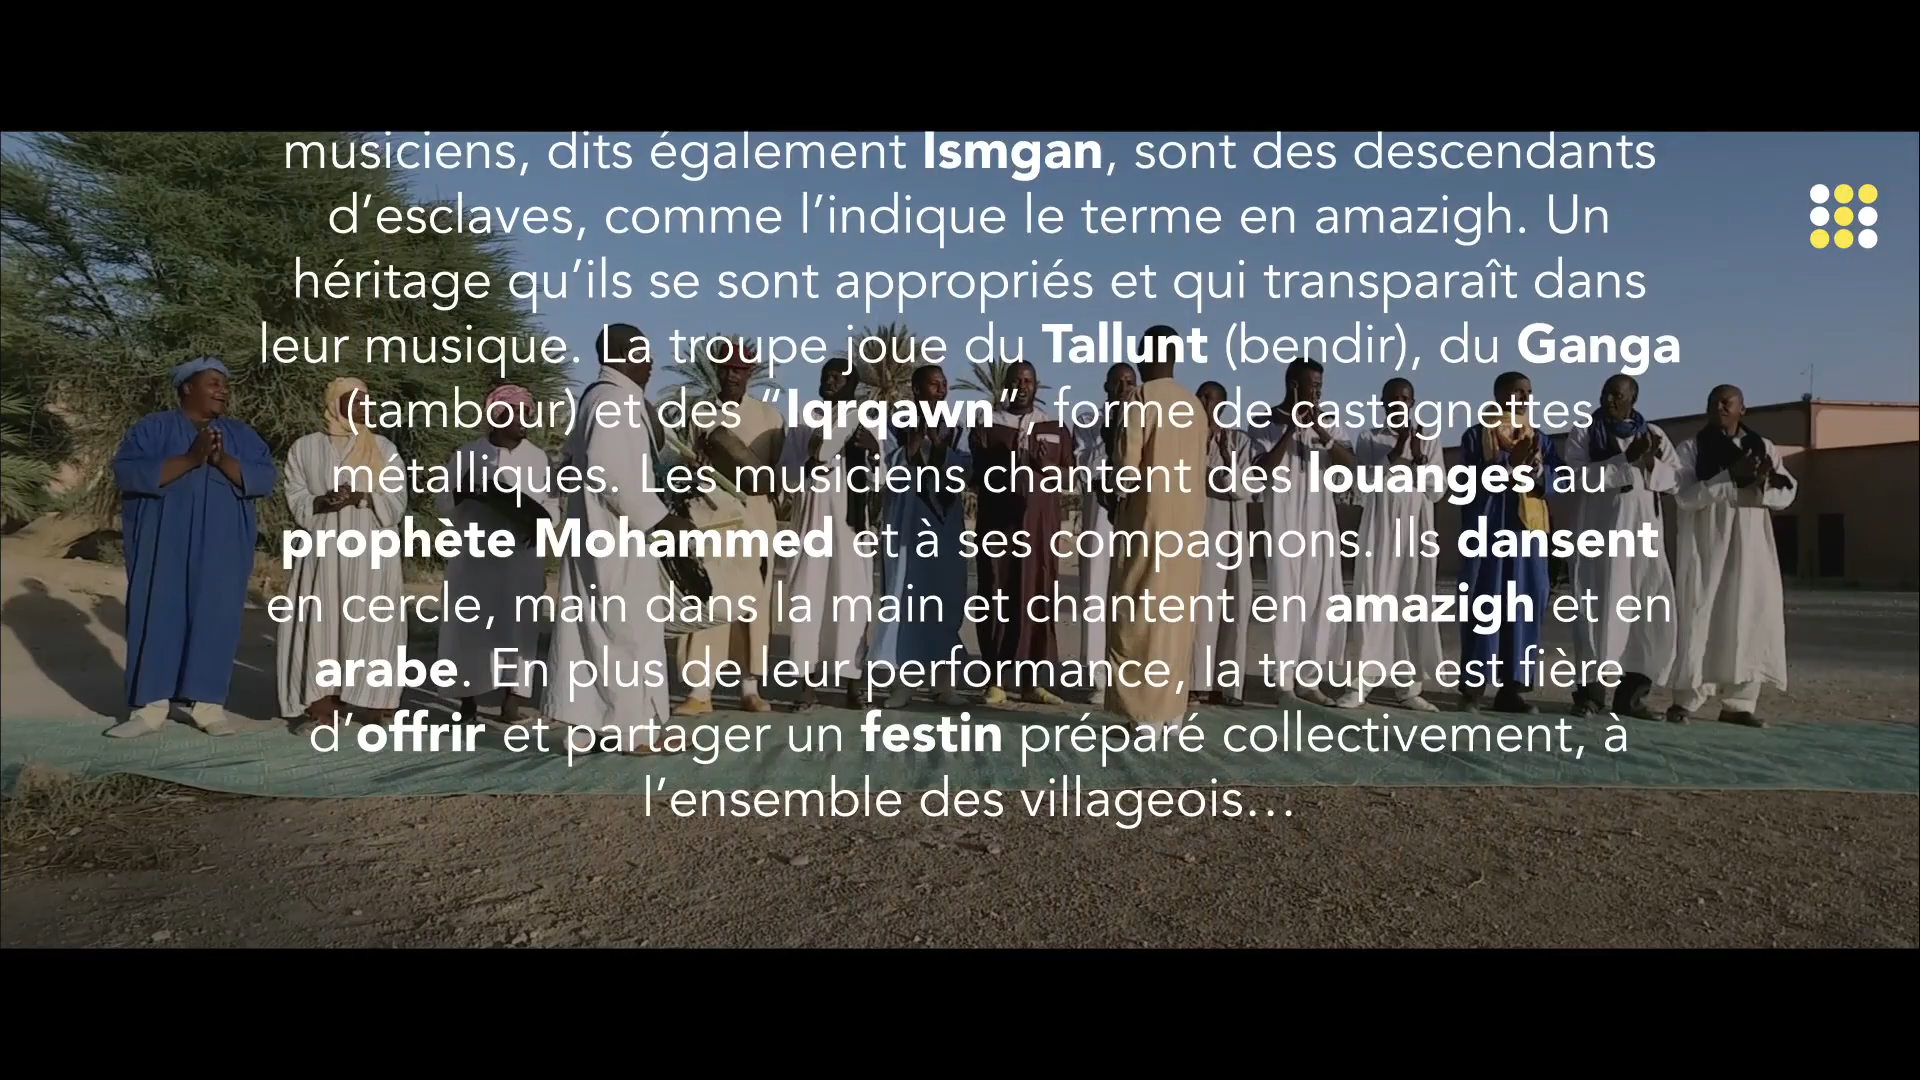 musiciens, dits également Ismgan, sont des descendants
d’esclaves, comme l’indique le terme en amazigh. Un
héritage qu’ils se sont appropriés et qui transparaît dans
leur musique. La troupe joue du Tallunt (bendir), du Ganga
(tambour) et des “Iqrqawn”, forme de castagnettes
métalliques. Les musiciens chantent des louanges au
prophète Mohammed et à ses compagnons. Ils dansent
en cercle, main dans la main et chantent en amazigh et en
arabe. En plus de leur performance, la troupe est fière
d’offrir et partager un festin préparé collectivement, à
l’ensemble des villageois…